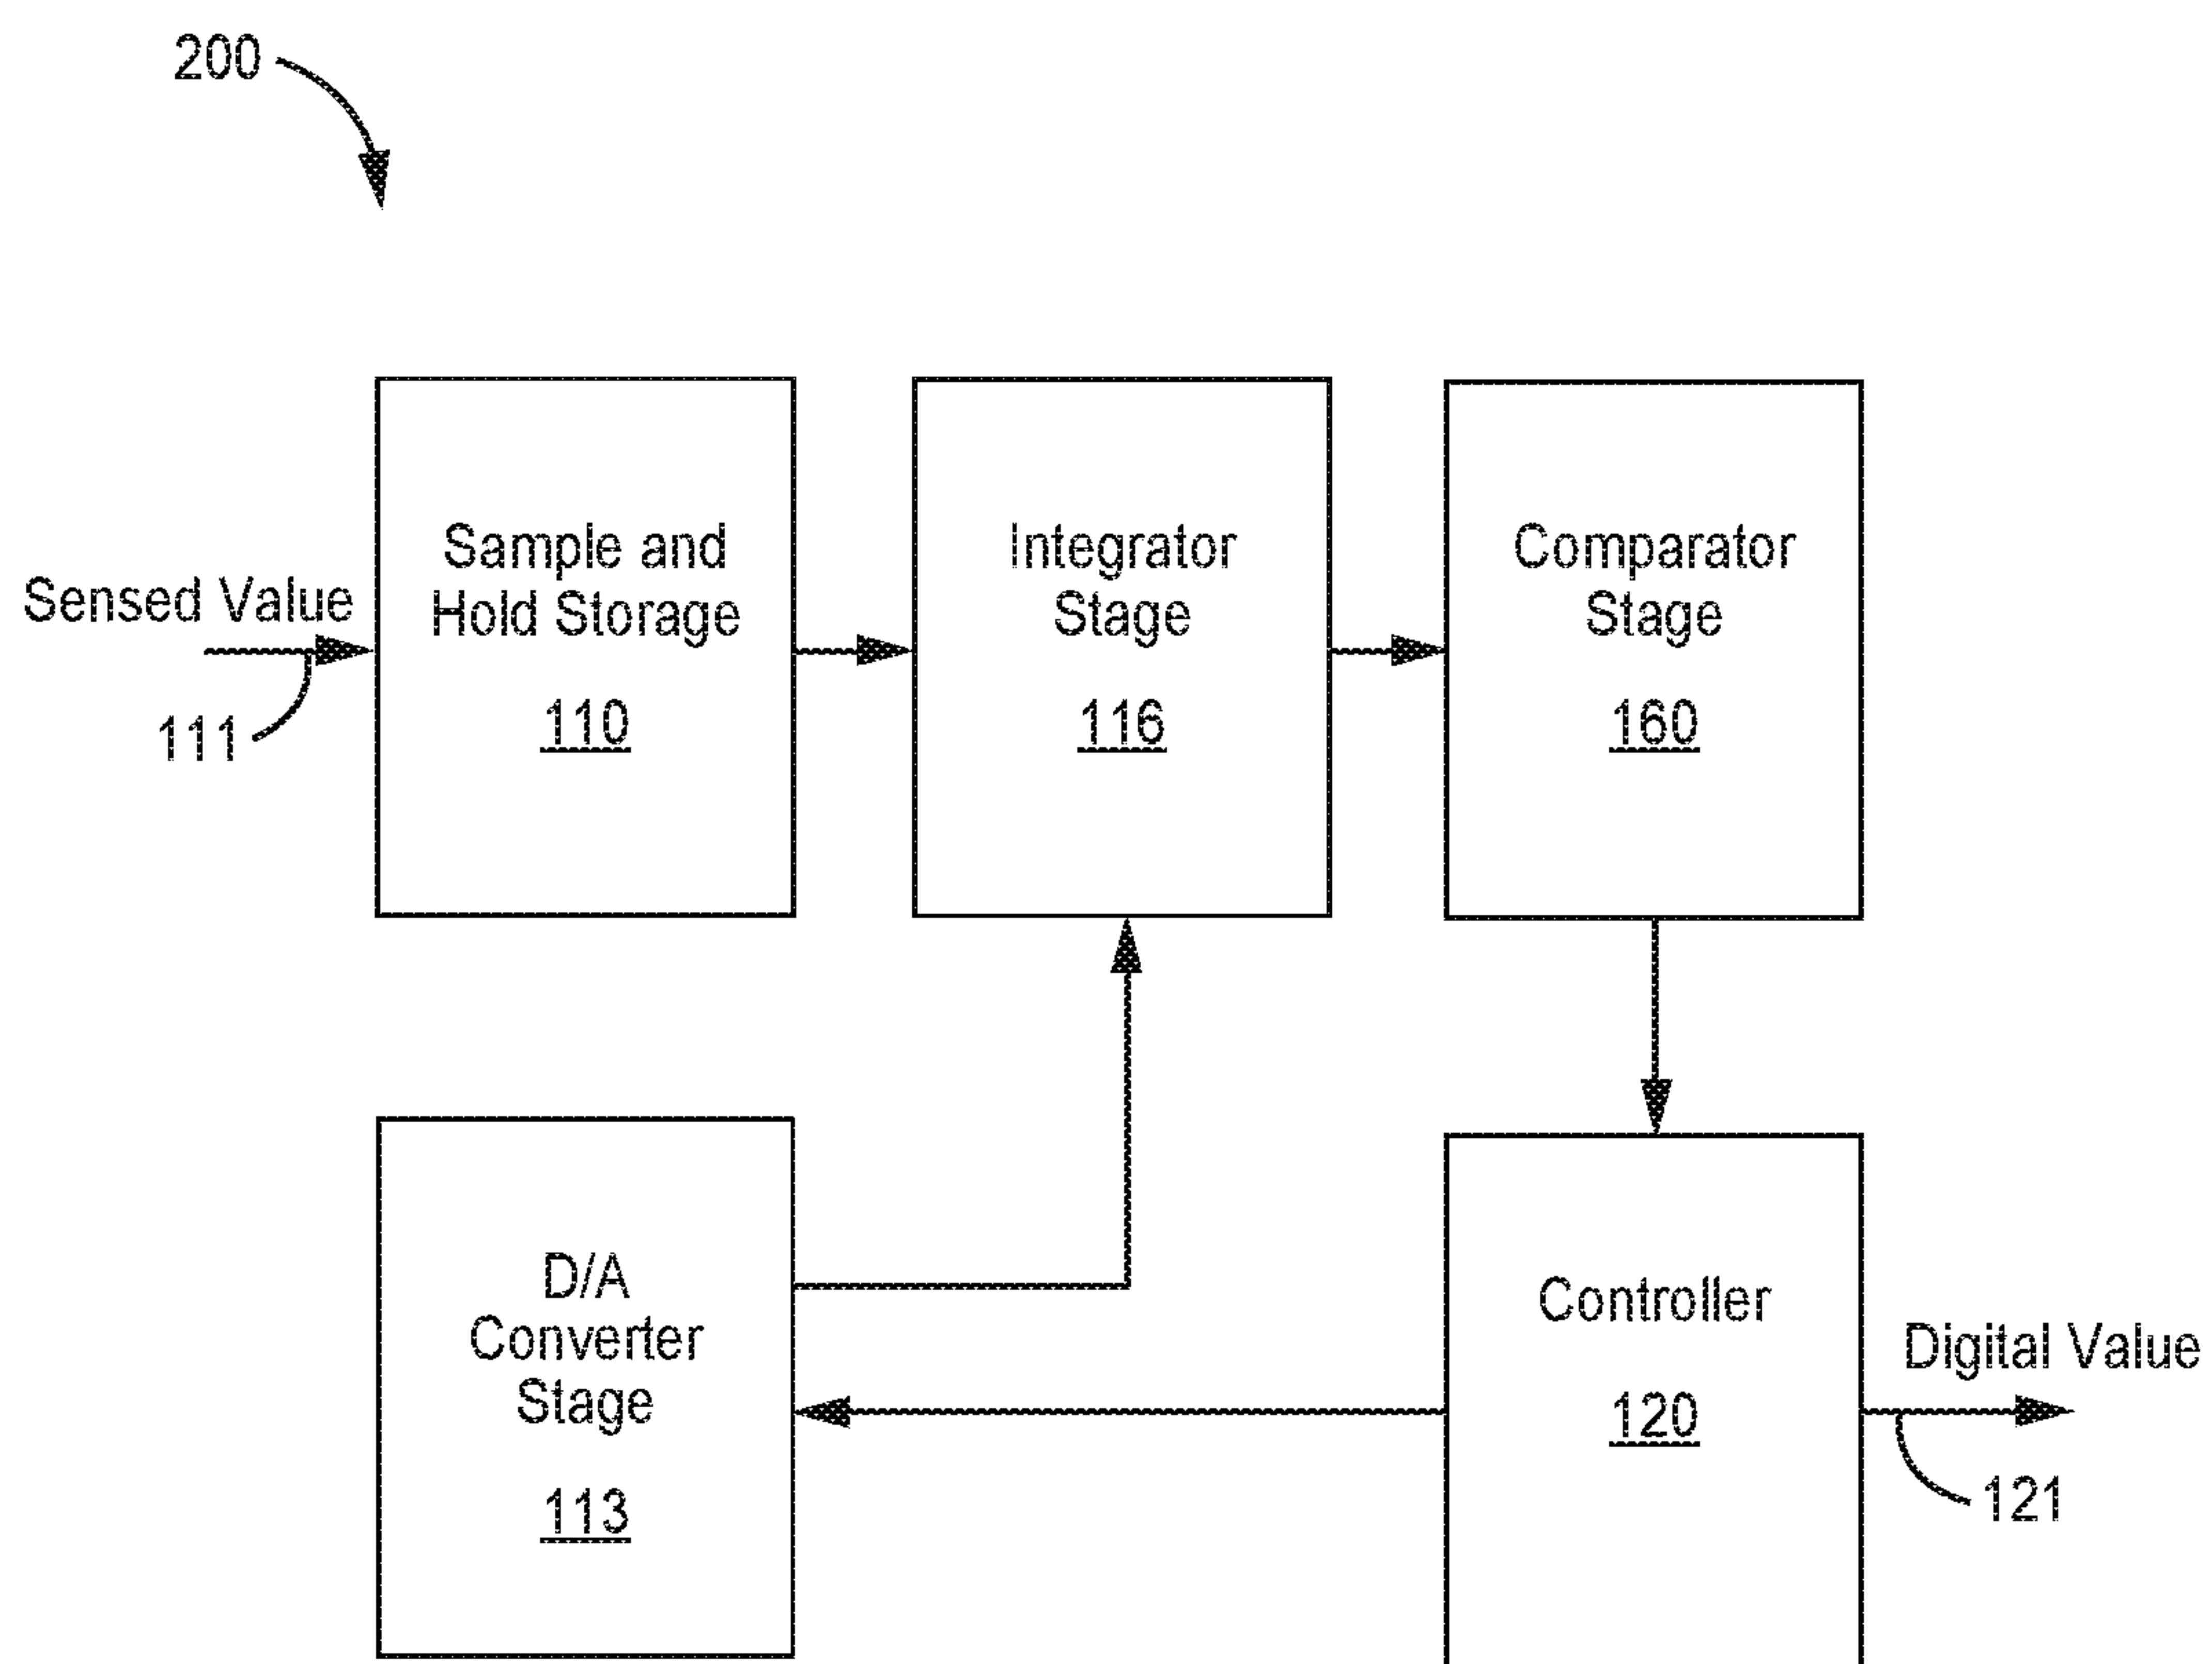 200
Sensed Value
111
Sample and
Hold Storage
110
Integrator
Stage
116
Comparator
Stage
160
D/A
Converter
Stage
113
Controller
120
Digital Value
121